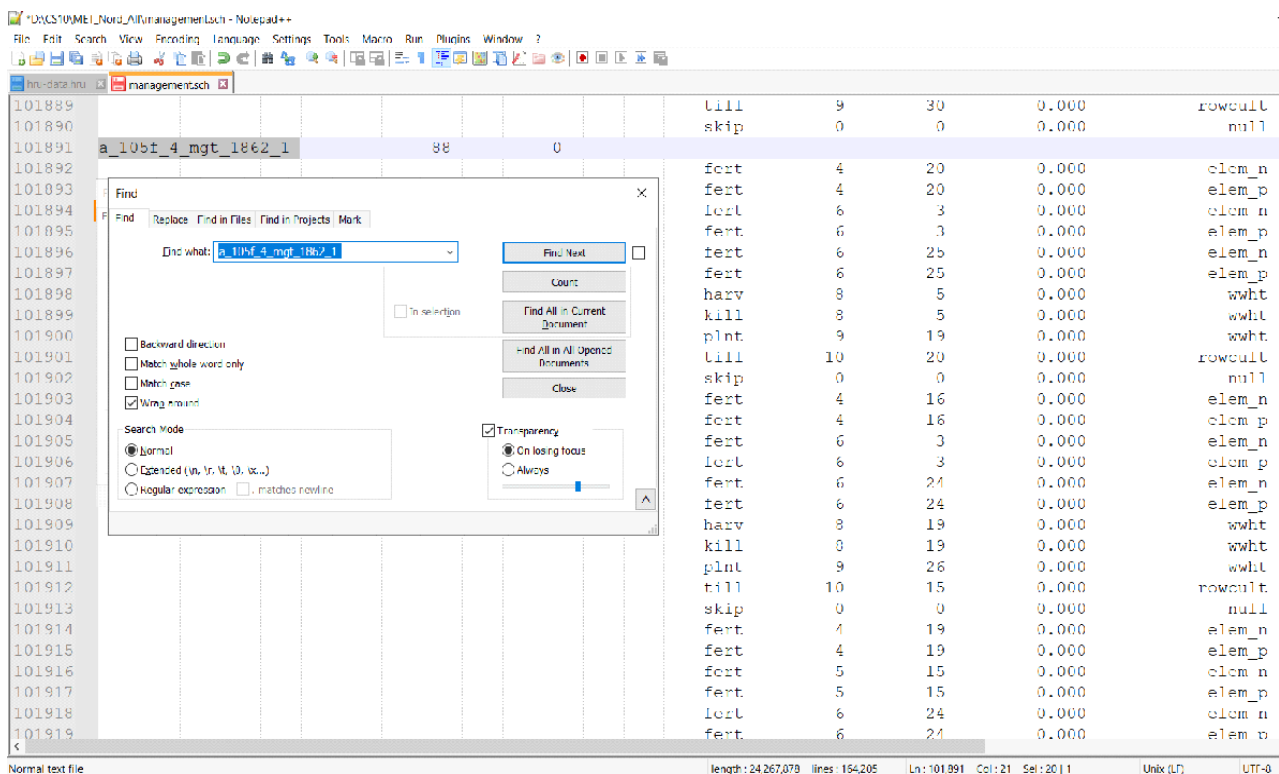 *D:\CS10\MET_Nord_All\management.sch - Notepad++
File Edit Search View Encoding Language Settings Tools Macro Run Plugins Window ?
hru-data.hru management.sch
101889 till 9 30 0.000 rowcult
101890 skip 0 0 0.000 null
101891 a_105f_4_mgt_1862_1 88 0
101892 fert 4 20 0.000 elem_n
101893 fert 4 20 0.000 elem_p
101894 fert 6 3 0.000 elem_n
101895 fert 6 3 0.000 elem_p
101896 fert 6 25 0.000 elem_n
101897 fert 6 25 0.000 elem_p
101898 harv 8 5 0.000 wwht
101899 kill 8 5 0.000 wwht
101900 plnt 9 19 0.000 wwht
101901 till 10 20 0.000 rowcult
101902 skip 0 0 0.000 null
101903 fert 4 16 0.000 elem_n
101904 fert 4 16 0.000 elem_p
101905 fert 6 3 0.000 elem_n
101906 fert 6 3 0.000 elem_p
101907 fert 6 24 0.000 elem_n
101908 fert 6 24 0.000 elem_p
101909 harv 8 19 0.000 wwht
101910 kill 8 19 0.000 wwht
101911 plnt 9 26 0.000 wwht
101912 till 10 15 0.000 rowcult
101913 skip 0 0 0.000 null
101914 fert 4 19 0.000 elem_n
101915 fert 4 19 0.000 elem_p
101916 fert 5 15 0.000 elem_n
101917 fert 5 15 0.000 elem_p
101918 fert 6 24 0.000 elem_n
101919 fert 6 24 0.000 elem_p
Find
Find Replace Find in Files Find in Projects Mark
Find what: a_105f_4_mgt_1862_1 Find Next
Count
In selection Find All in Current
Document
Backward direction Find All in All Opened
Documents
Match whole word only
Match case Close
Wrap around
Search Mode Transparency
Normal On losing focus
Extended (\n, \r, \t, \0, \x...) Always
Regular expression . matches newline
Normal text file length : 24,267,878 lines : 164,205 Ln : 101,891 Col : 21 Sel : 20 | 1 Unix (LF) UTF-8